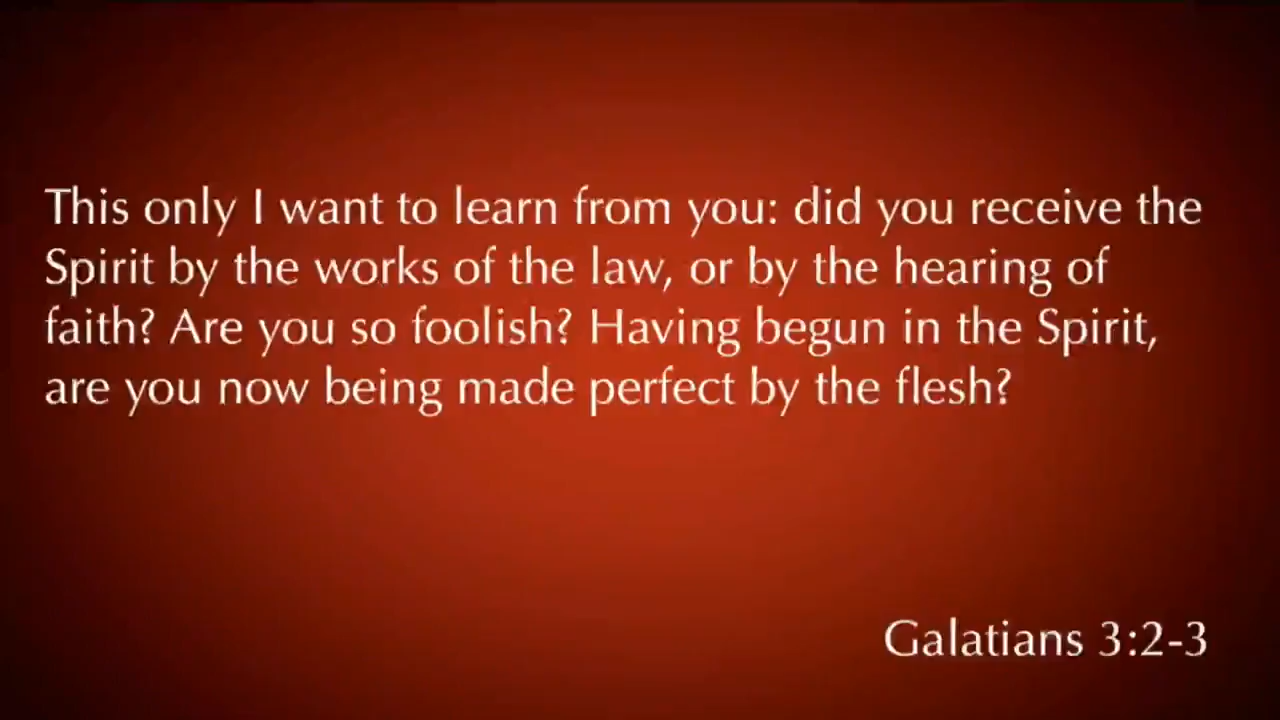 This only I want to learn from you: did you receive the
Spirit by the works of the law, or by the hearing of
faith? Are you so foolish? Having begun in the Spirit,
are you now being made perfect by the flesh?
Galatians 3:2-3